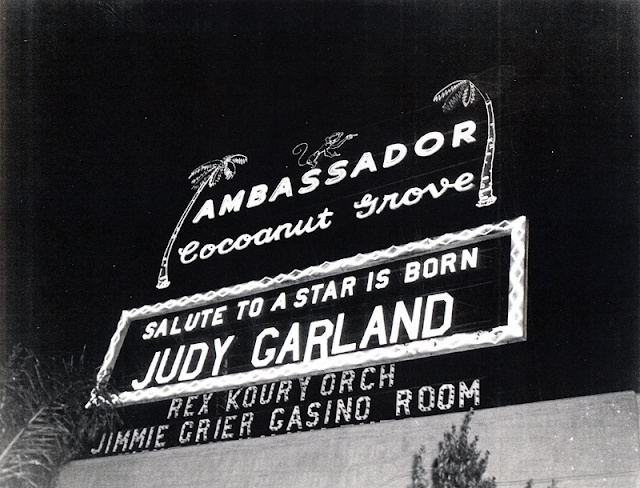 AMBASSADOR
Cocoanut Grove
SALUTE TO A STAR IS BORN
JUDY GARLAND
REX KOURY ORCH
JIMMIE GRIER CASINO ROOM